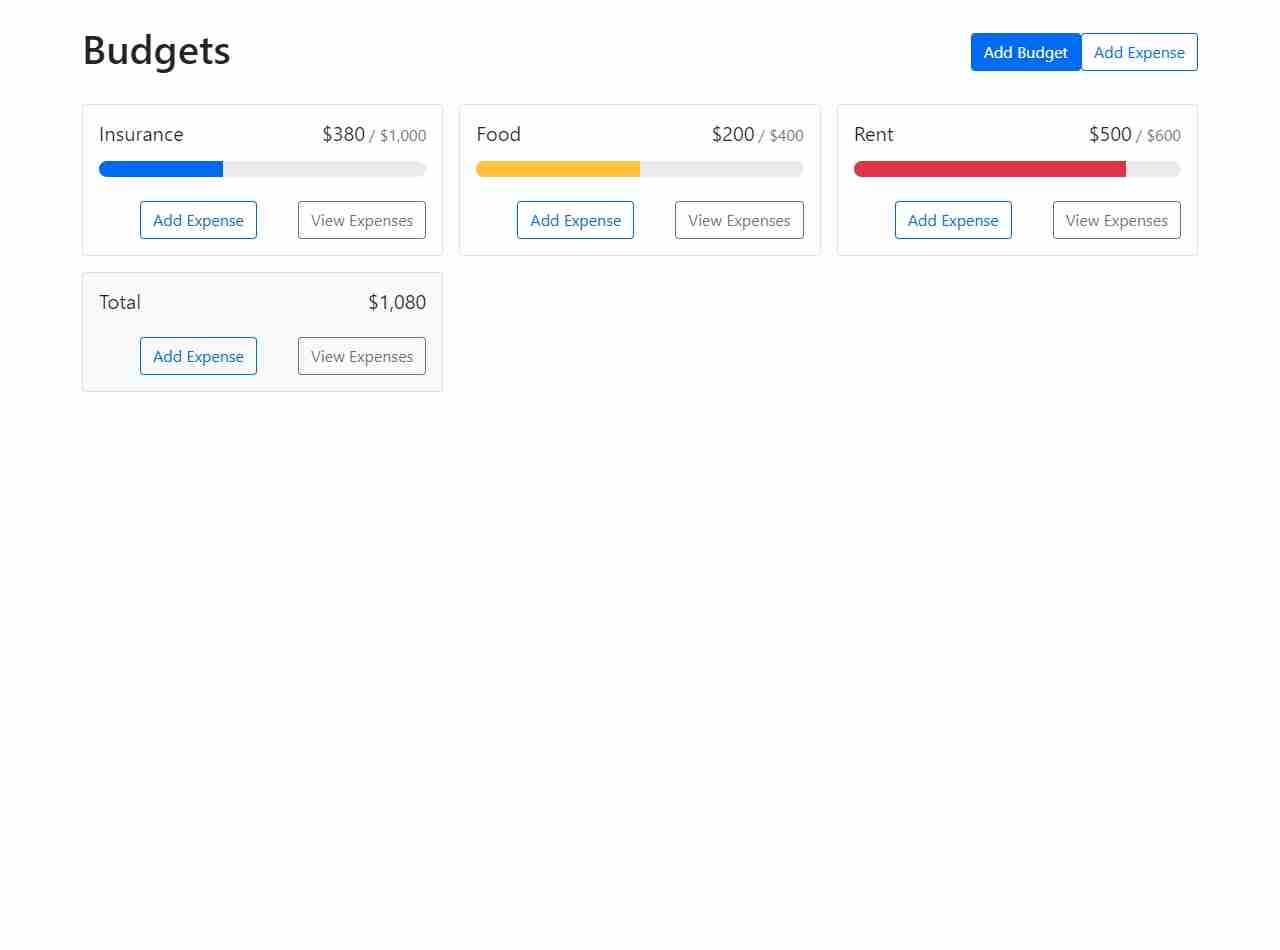 Budgets
Add Budget Add Expense
Insurance $380 / $1,000
Add Expense View Expenses
Food $200 / $400
Add Expense View Expenses
Rent $500 / $600
Add Expense View Expenses
Total $1,080
Add Expense View Expenses